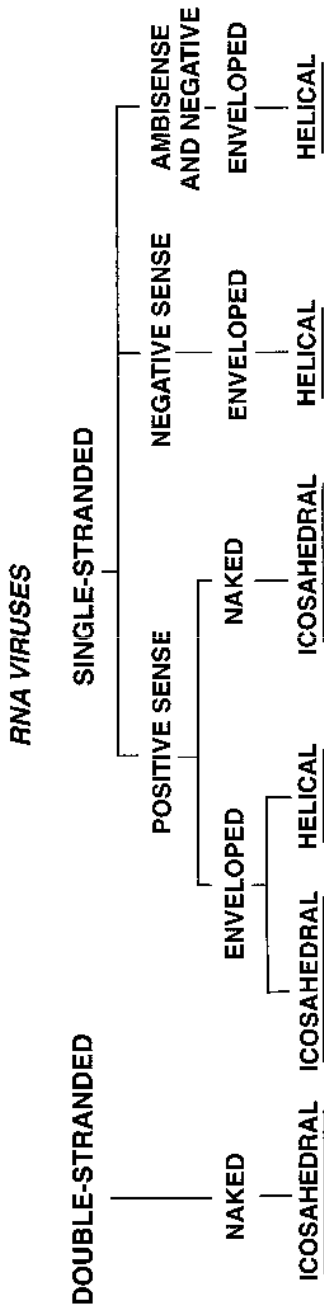 RNA VIRUSES
DOUBLE-STRANDED
SINGLE-STRANDED
POSITIVE SENSE
NEGATIVE SENSE
AMBISENSE
AND NEGATIVE
NAKED
ENVELOPED
NAKED
ENVELOPED
ENVELOPED
ICOSAHEDRAL
ICOSAHEDRAL
HELICAL
ICOSAHEDRAL
HELICAL
HELICAL